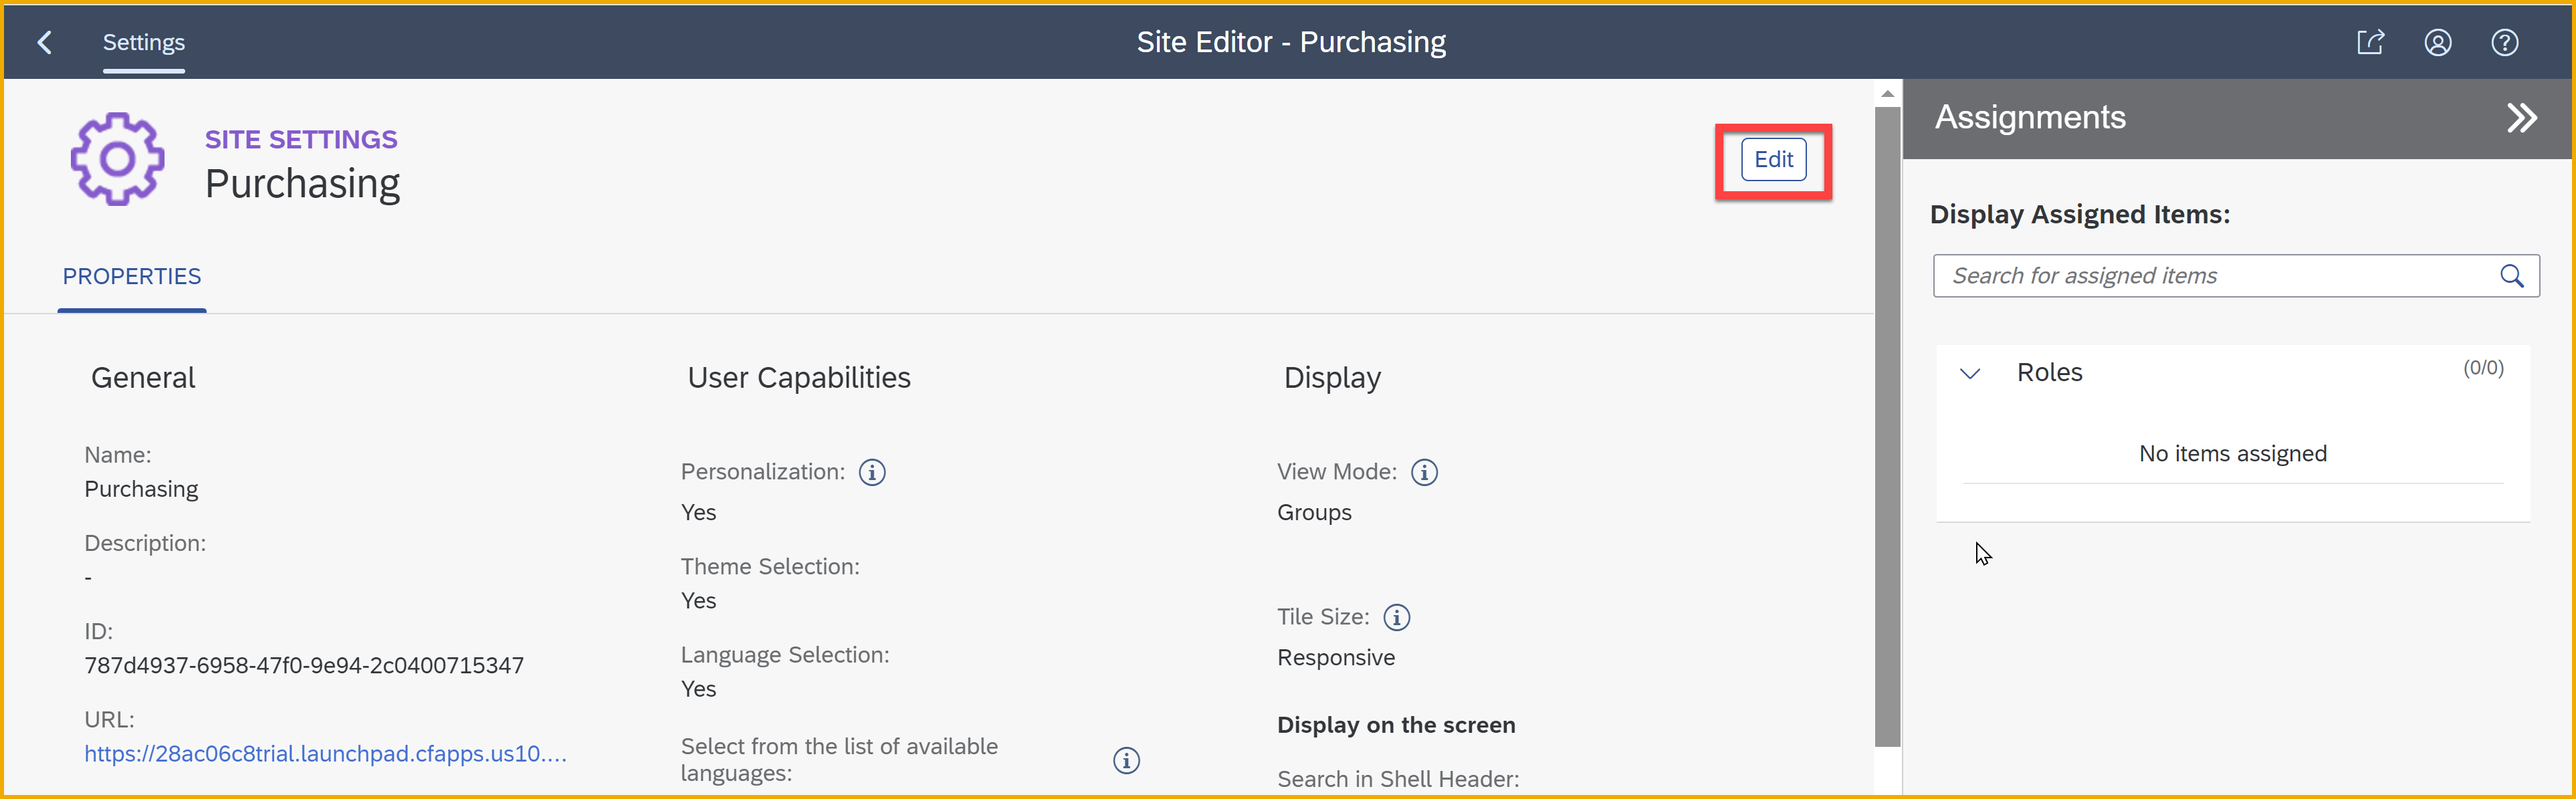 Settings
Site Editor - Purchasing
SITE SETTINGS
Purchasing
Edit
PROPERTIES
General
Name:
Purchasing
Description:
-
ID:
787d4937-6958-47f0-9e94-2c0400715347
URL:
https://28ac06c8trial.launchpad.cfapps.us10....
User Capabilities
Personalization:
Yes
Theme Selection:
Yes
Language Selection:
Yes
Select from the list of available
languages:
Display
View Mode:
Groups
Tile Size:
Responsive
Display on the screen
Search in Shell Header:
Assignments
Display Assigned Items:
Search for assigned items
Roles
(0/0)
No items assigned